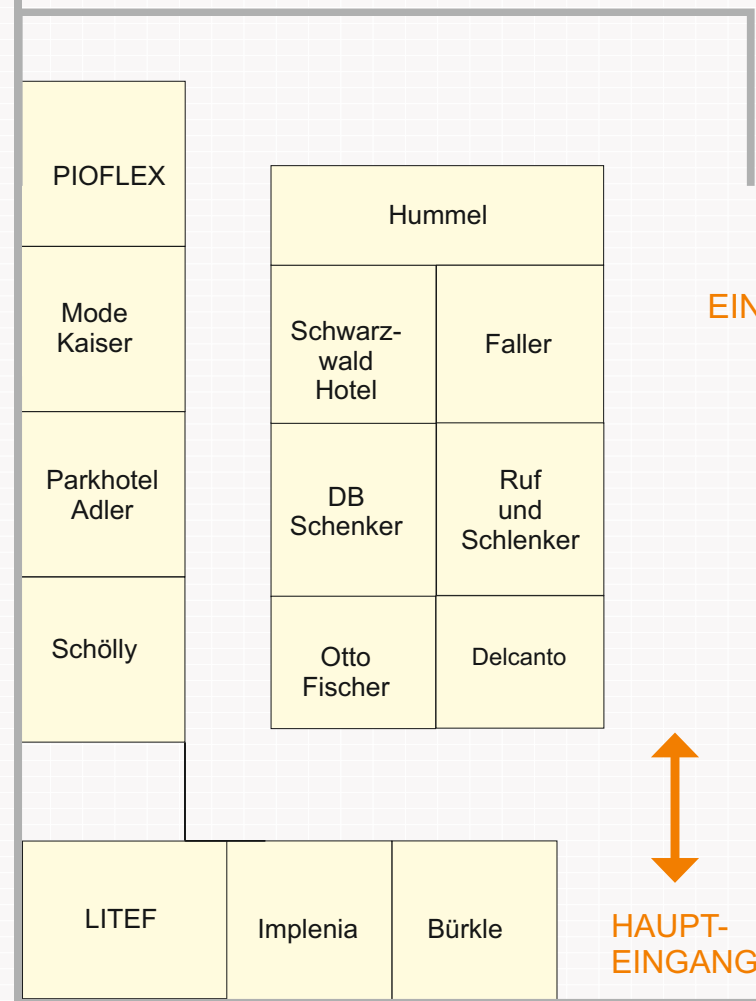 PIOFLEX
Hummel
Mode
Kaiser
Schwarz-
wald
Hotel
Faller
EIN
Parkhotel
Adler
DB
Schenker
Ruf
und
Schlenker
Schölly
Otto
Fischer
Delcanto
LITEF
Implenia
Bürkle
HAUPT-
EINGANG